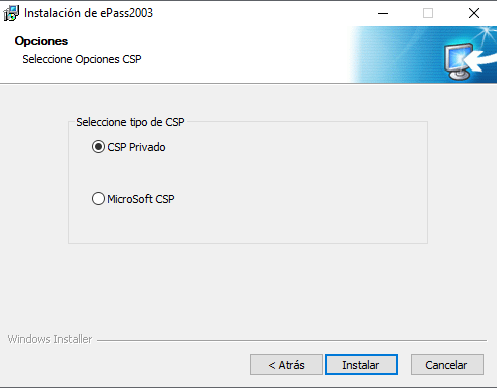 Instalación de ePass2003
Opciones
Seleccione Opciones CSP
Seleccione tipo de CSP
CSP Privado
MicroSoft CSP
Windows Installer
< Atrás
Instalar
Cancelar